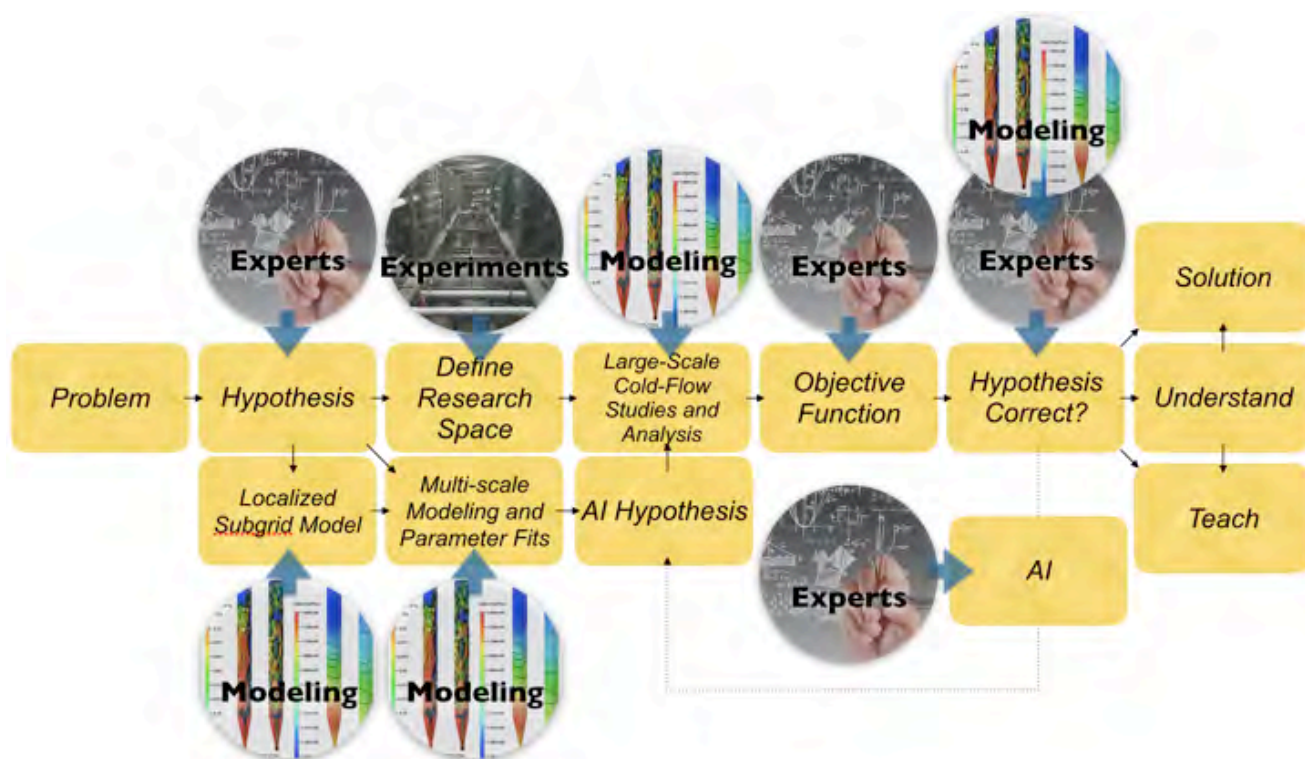 Modeling
Experts
Experiments
Modeling
Experts
Experts
Solution
Problem
Hypothesis
Define
Research
Space
Large-Scale
Cold-Flow
Studies and
Analysis
Objective
Function
Hypothesis
Correct?
Understand
Localized
Subgrid Model
Multi-scale
Modeling and
Parameter Fits
AI Hypothesis
Experts
AI
Teach
Modeling
Modeling